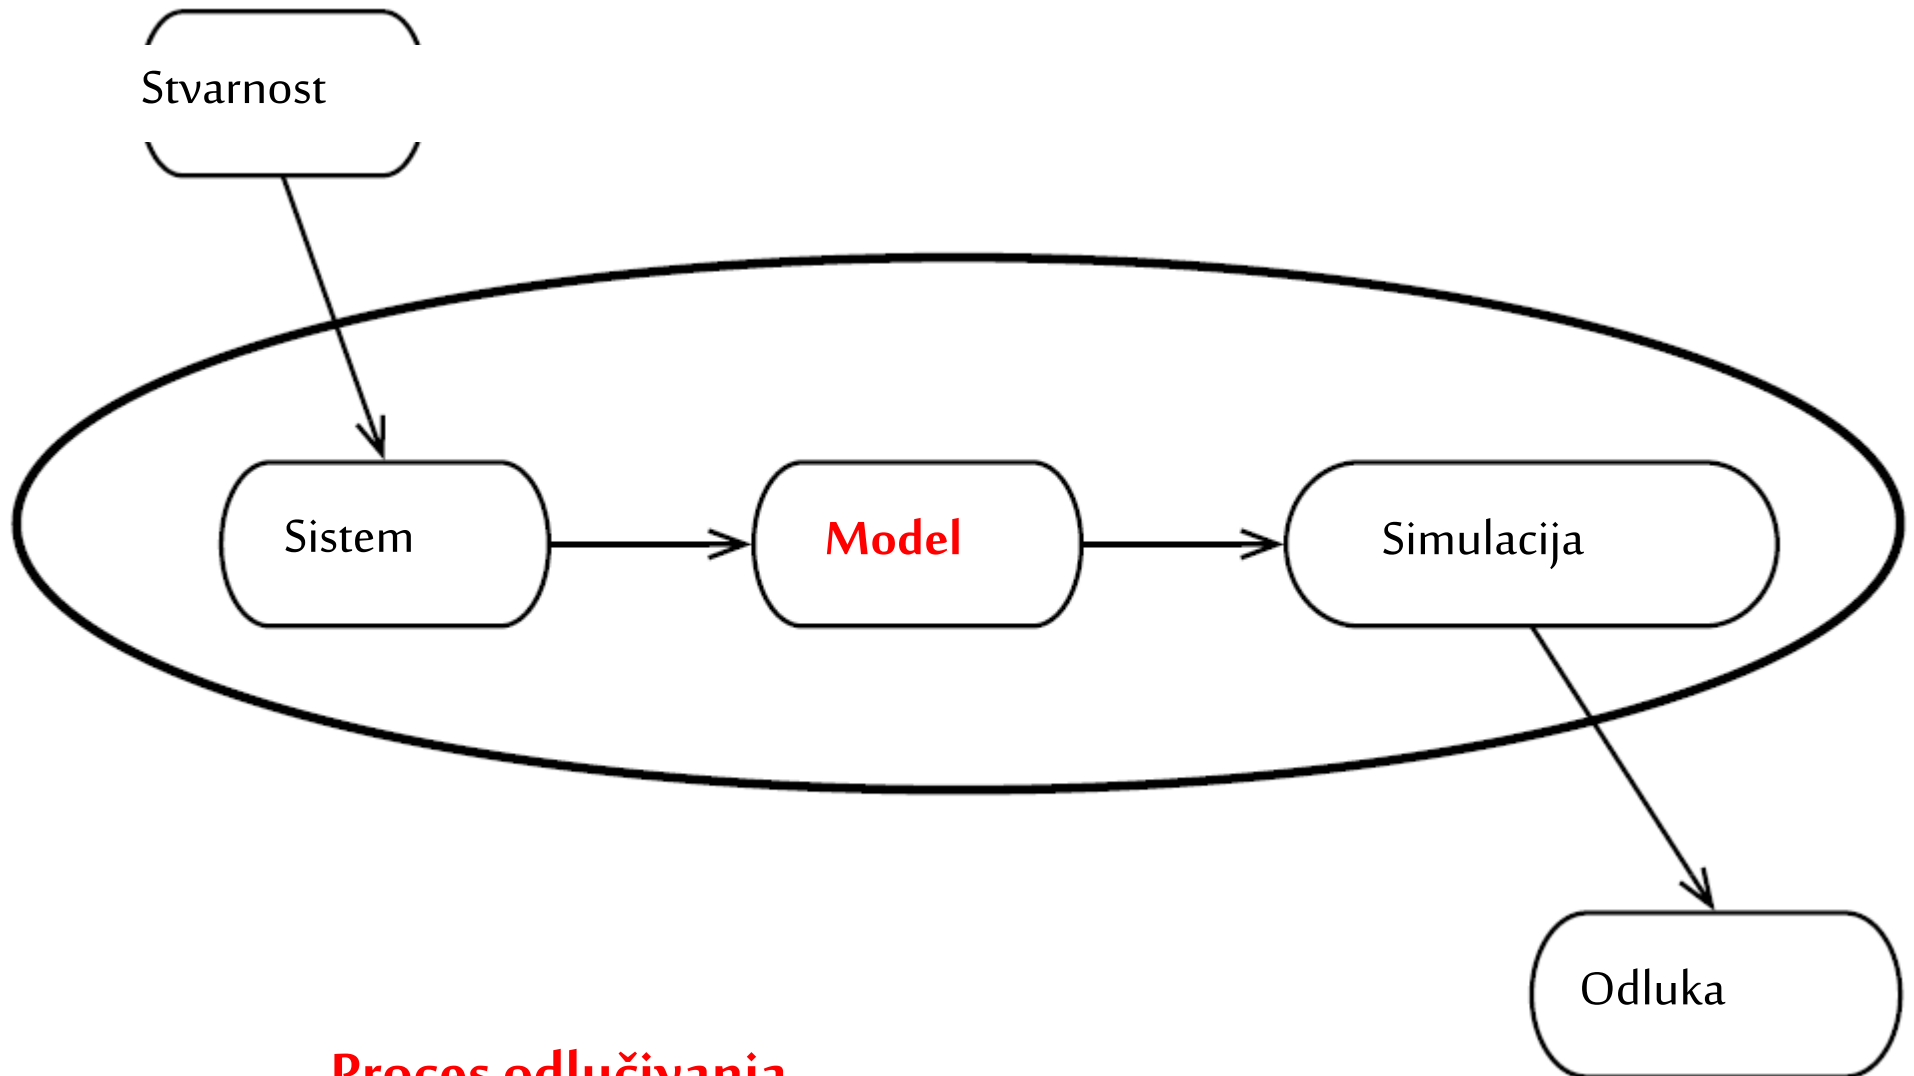 Stvarnost
Sistem
Model
Simulacija
Odluka
Proces odlučivanja